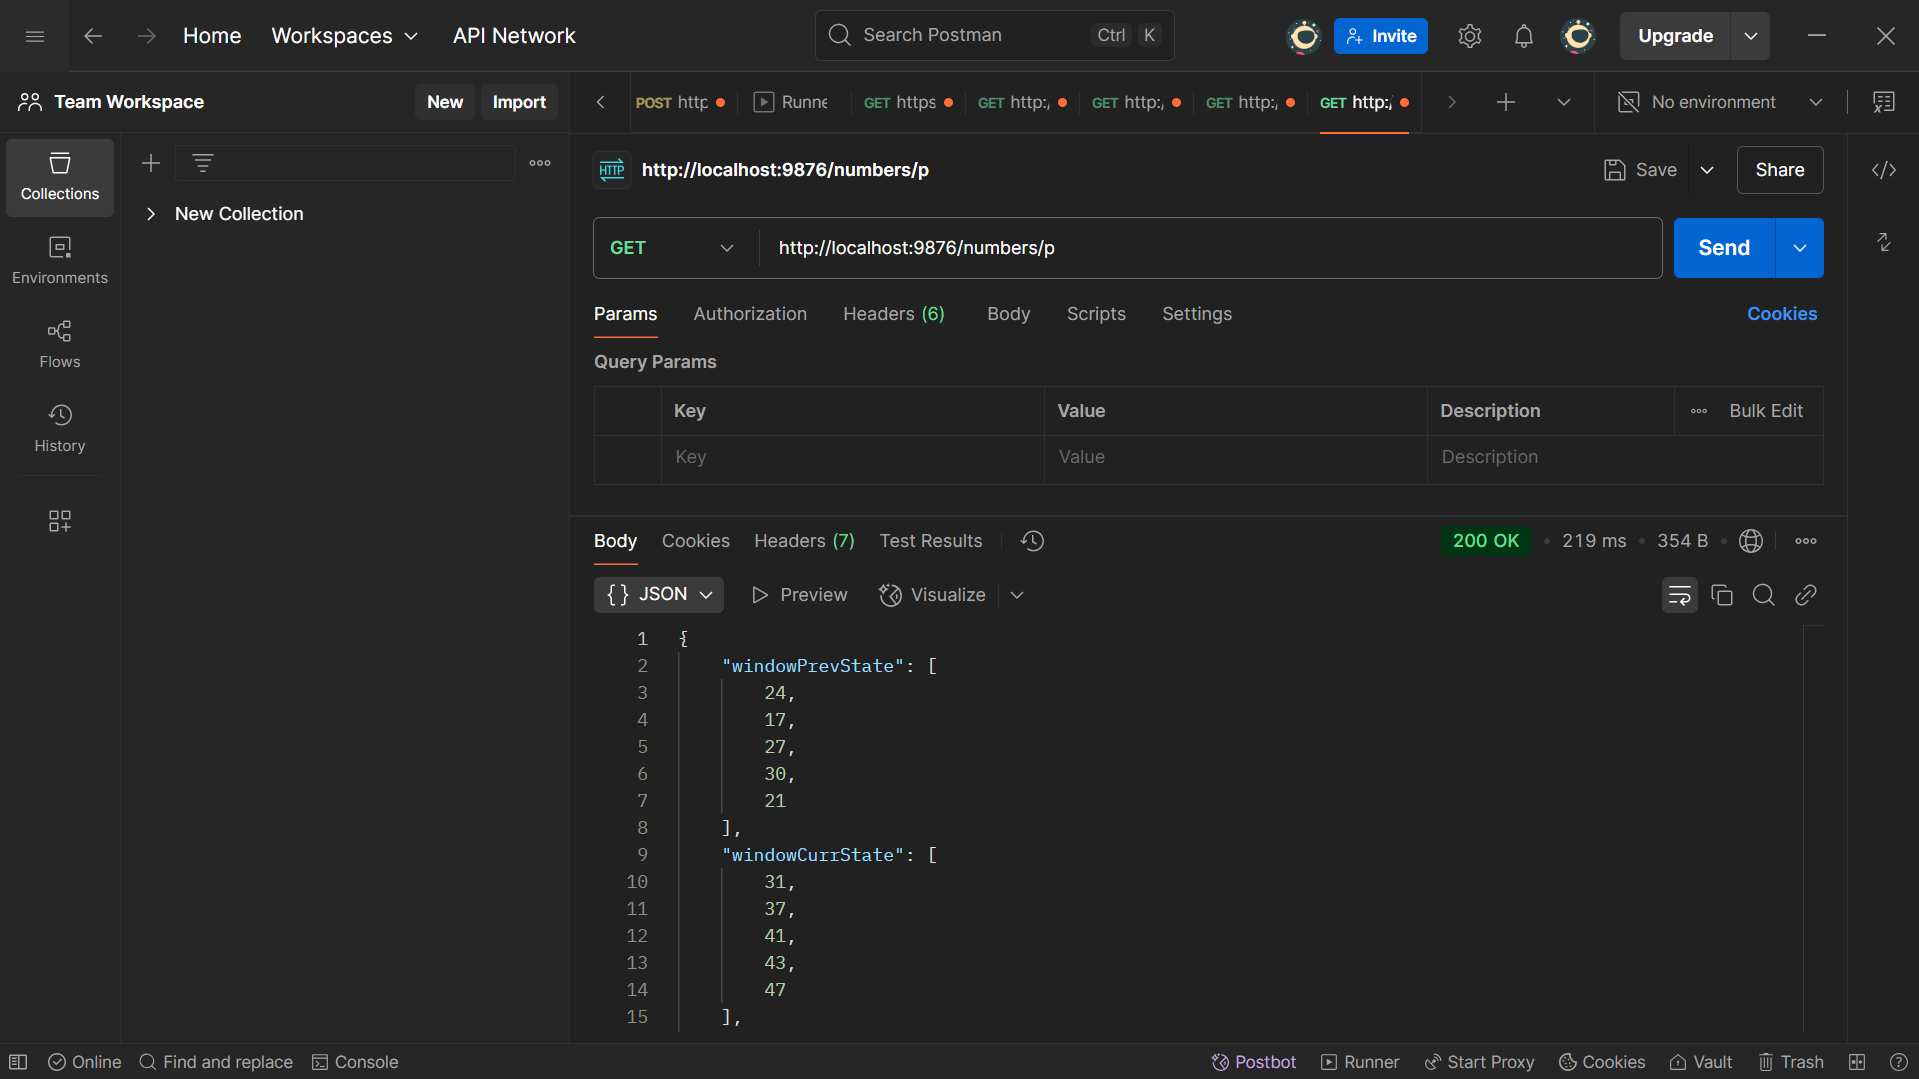 Home Workspaces API Network Search Postman Ctrl K Invite Upgrade
Team Workspace New Import POST http Runne GET https GET http:/ GET http:/ GET http:/ GET http:/ No environment
Collections
Environments
Flows
History
New Collection
HTTP http://localhost:9876/numbers/p Save Share
GET http://localhost:9876/numbers/p Send
Params Authorization Headers (6) Body Scripts Settings Cookies
Query Params
Key Value Description Bulk Edit
Key Value Description
Body Cookies Headers (7) Test Results 200 OK • 219 ms • 354 B •
{} JSON Preview Visualize
1 {
2 "windowPrevState": [
3 24,
4 17,
5 27,
6 30,
7 21
8 ],
9 "windowCurrState": [
10 31,
11 37,
12 41,
13 43,
14 47
15 ],
Online Find and replace Console Postbot Runner Start Proxy Cookies Vault Trash